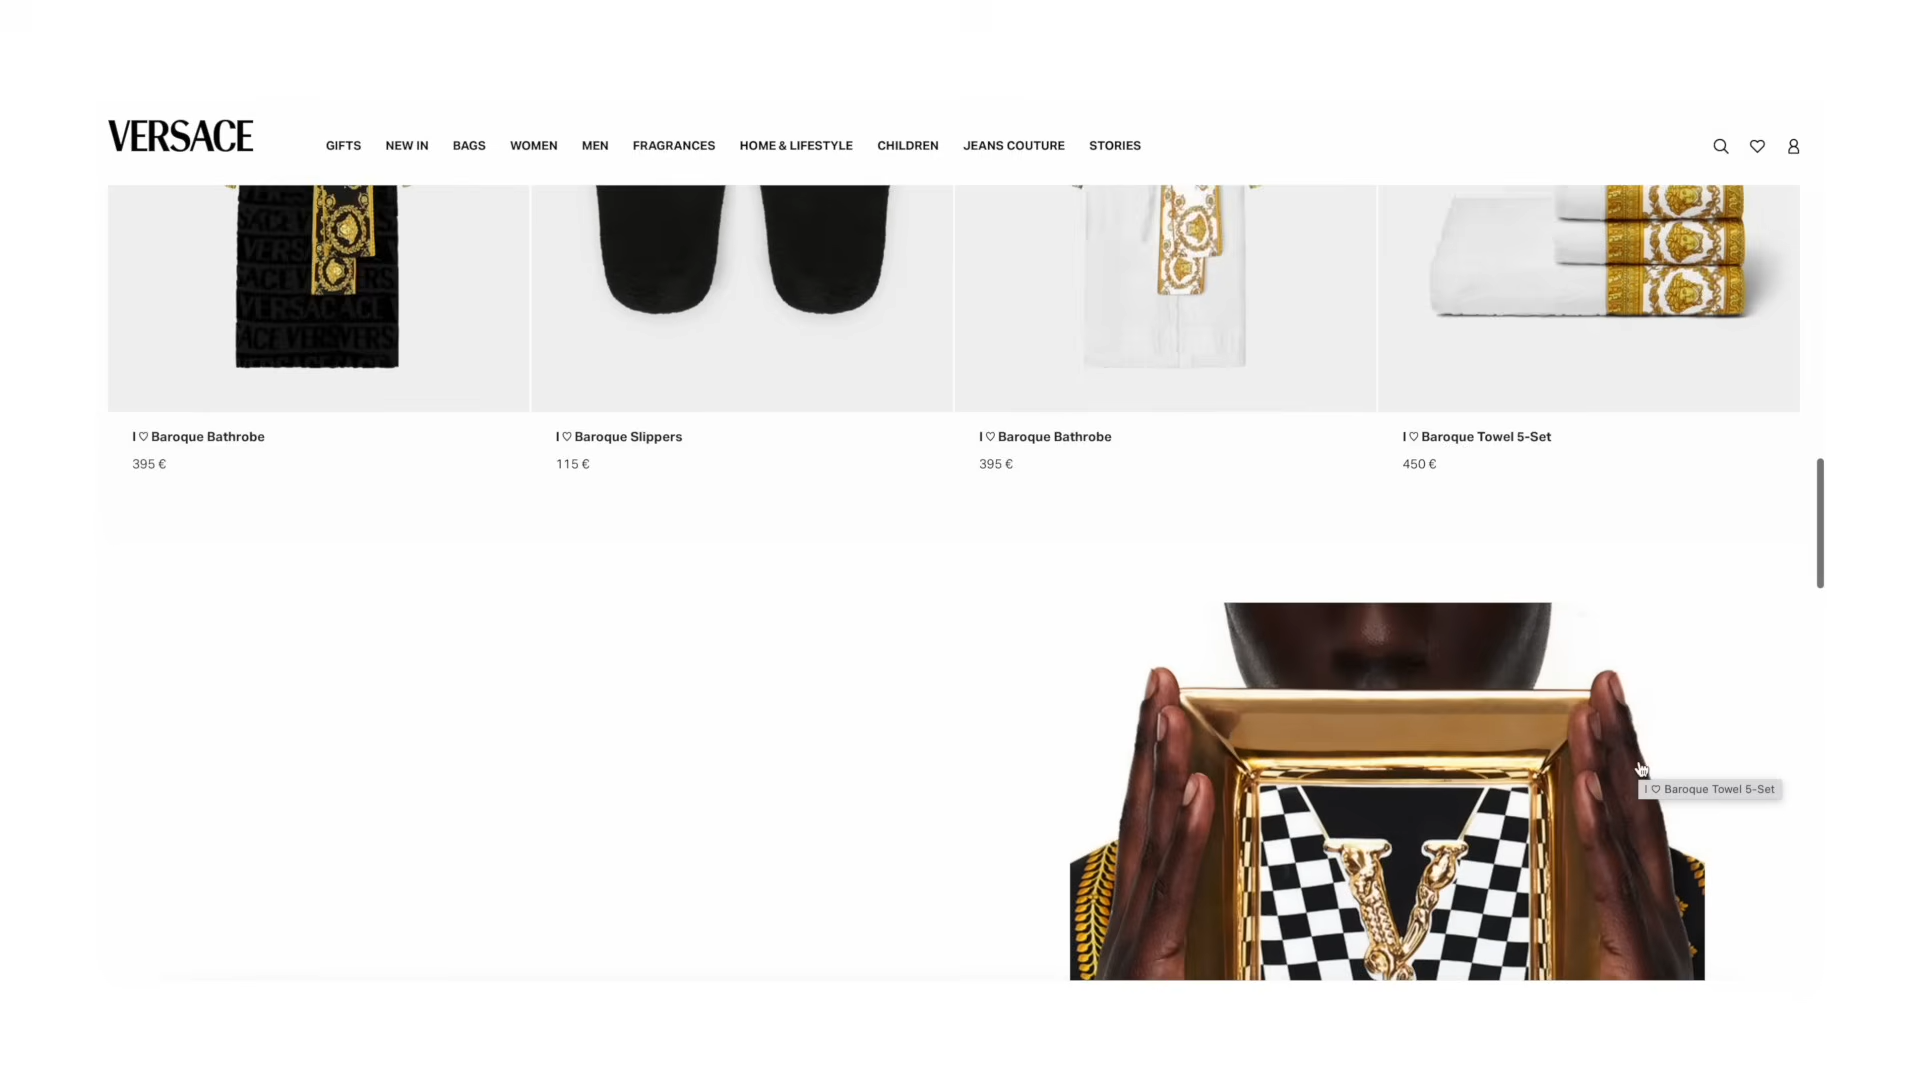 VERSACE
GIFTS NEW IN BAGS WOMEN MEN FRAGRANCES HOME & LIFESTYLE CHILDREN JEANS COUTURE STORIES
I ♡ Baroque Bathrobe
395 €
I ♡ Baroque Slippers
115 €
I ♡ Baroque Bathrobe
395 €
I ♡ Baroque Towel 5-Set
450 €
I ♡ Baroque Towel 5-Set